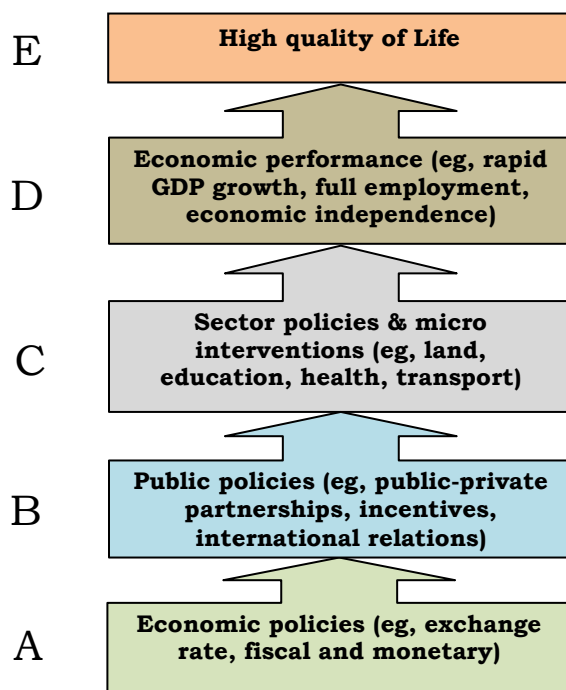 E
High quality of Life
D
Economic performance (eg, rapid
GDP growth, full employment,
economic independence)
C
Sector policies & micro
interventions (eg, land,
education, health, transport)
B
Public policies (eg, public-private
partnerships, incentives,
international relations)
A
Economic policies (eg, exchange
rate, fiscal and monetary)